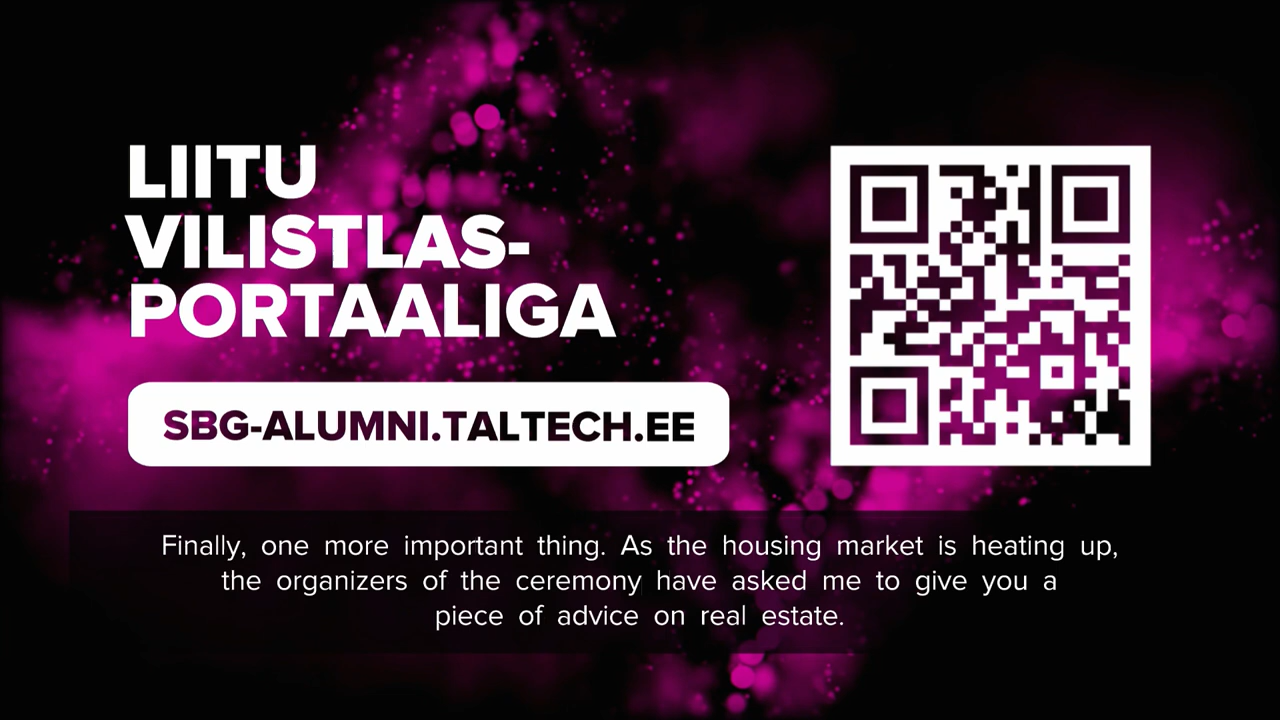 LIITU
VILISTLAS-
PORTAALIGA
SBG-ALUMNI.TALTECH.EE
Finally, one more important thing. As the housing market is heating up,
the organizers of the ceremony have asked me to give you a
piece of advice on real estate.